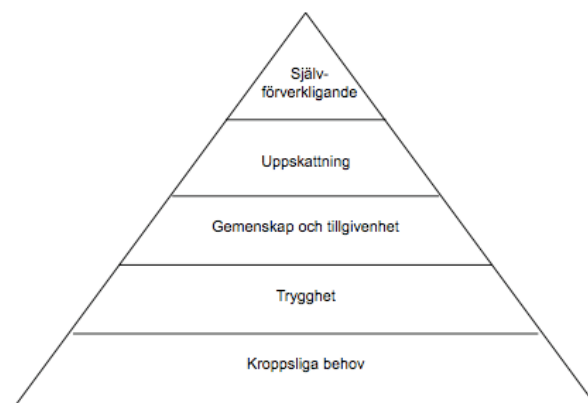 Själv-
förverkligande
Uppskattning
Gemenskap och tillgivenhet
Trygghet
Kroppsliga behov